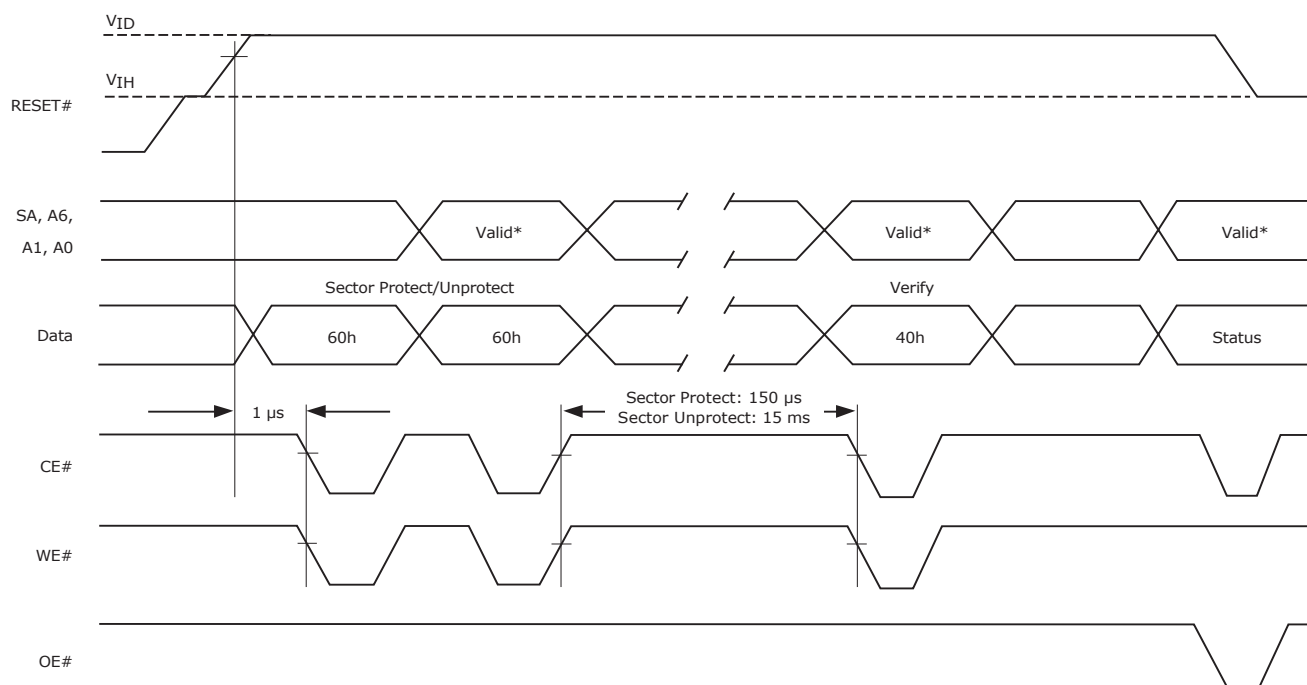 VID
VIH
RESET#
SA, A6,
A1, A0
Valid*
Valid*
Valid*
Sector Protect/Unprotect
Verify
Data
60h
60h
40h
Status
1 µs
Sector Protect: 150 µs
Sector Unprotect: 15 ms
CE#
WE#
OE#